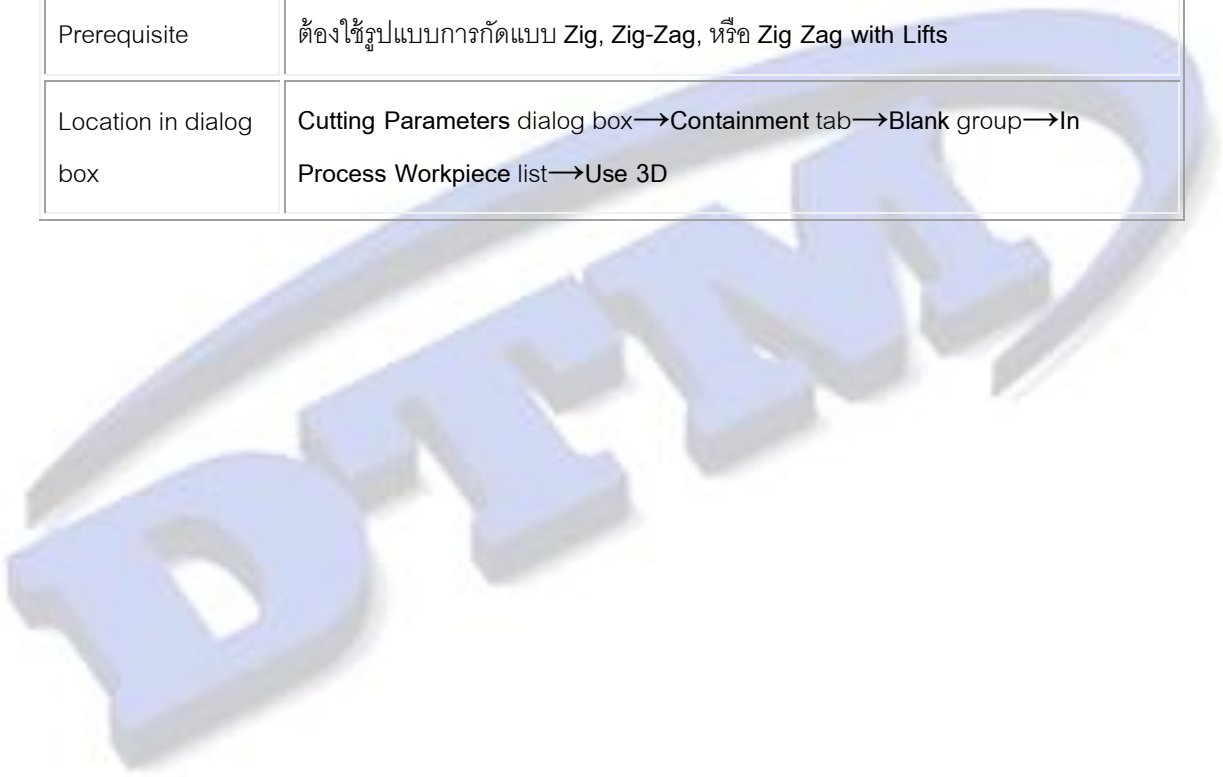 Prerequisite
ต้องใช้รูปแบบการกัดแบบ Zig, Zig-Zag, หรือ Zig Zag with Lifts
Location in dialog
box
Cutting Parameters dialog box→Containment tab→Blank group→In
Process Workpiece list→Use 3D
DTM